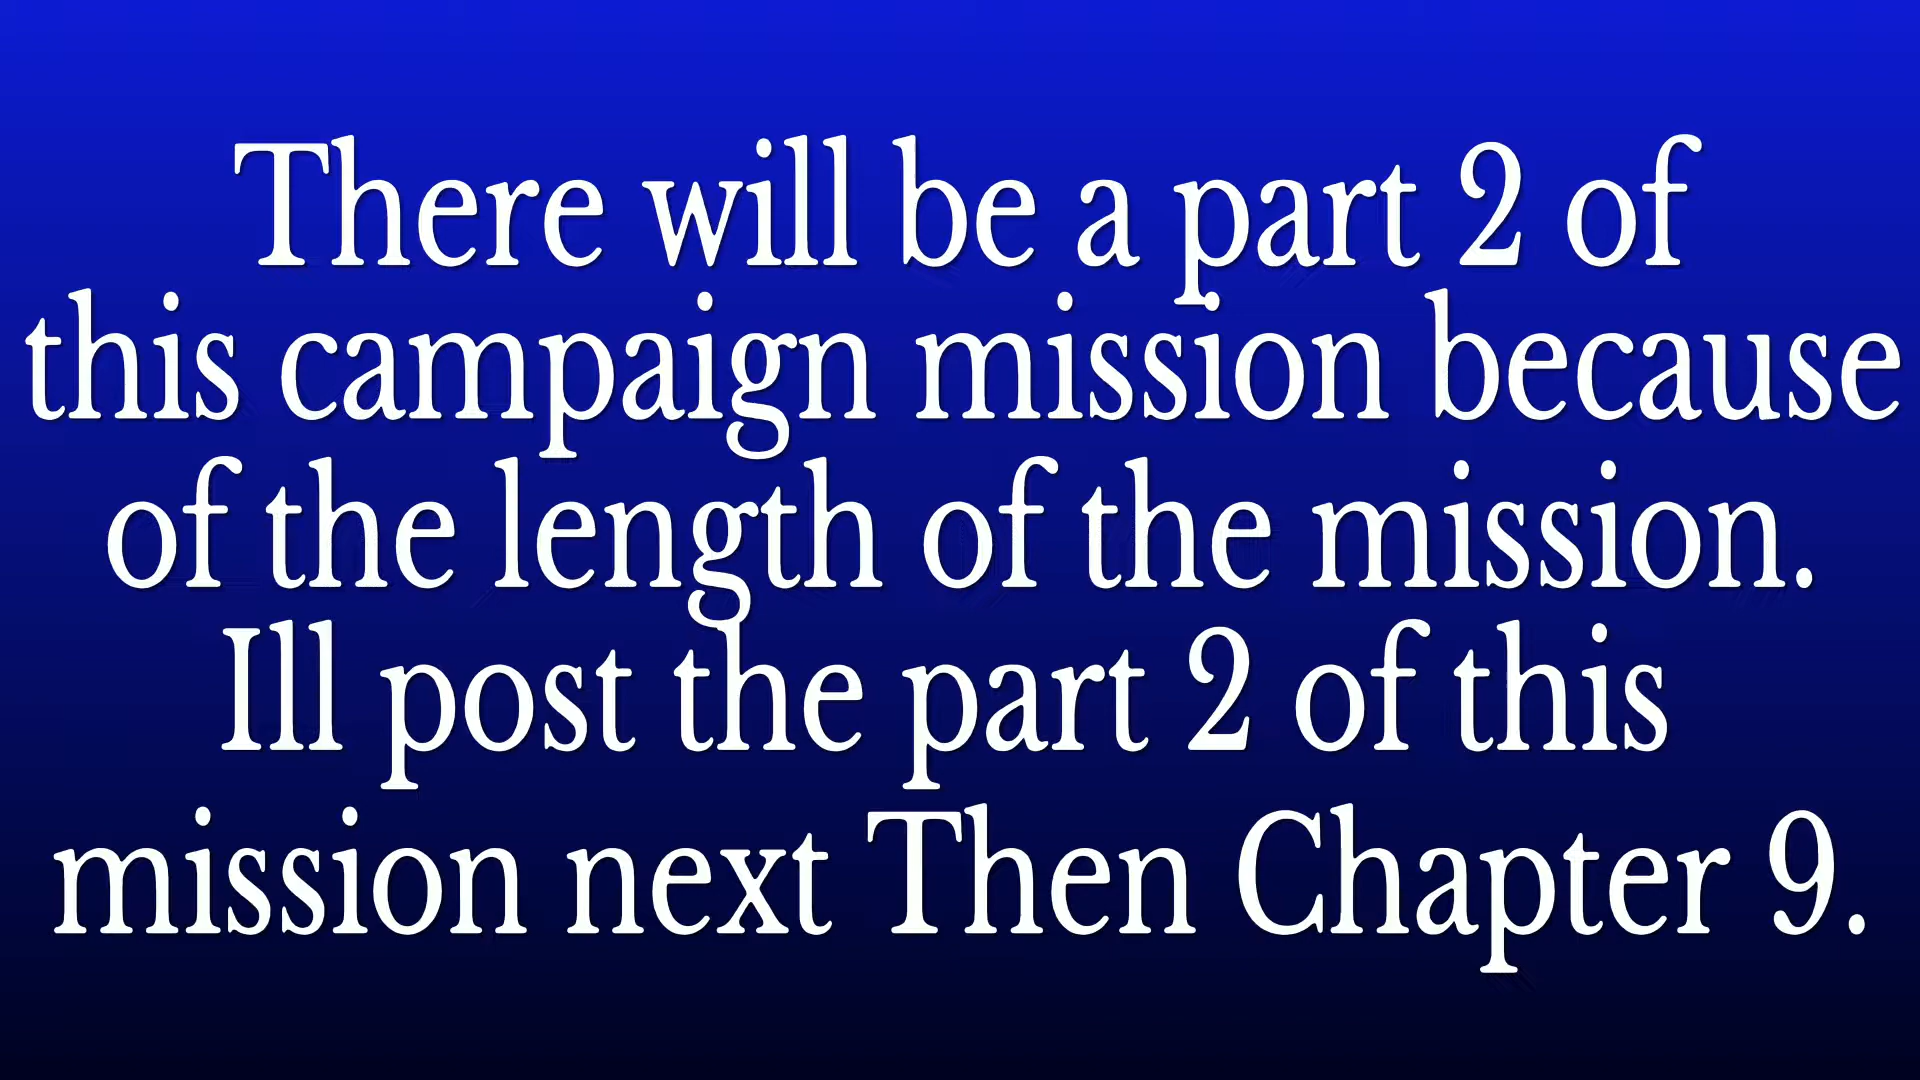 There will be a part 2 of
this campaign mission because
of the length of the mission.
Ill post the part 2 of this
mission next Then Chapter 9.